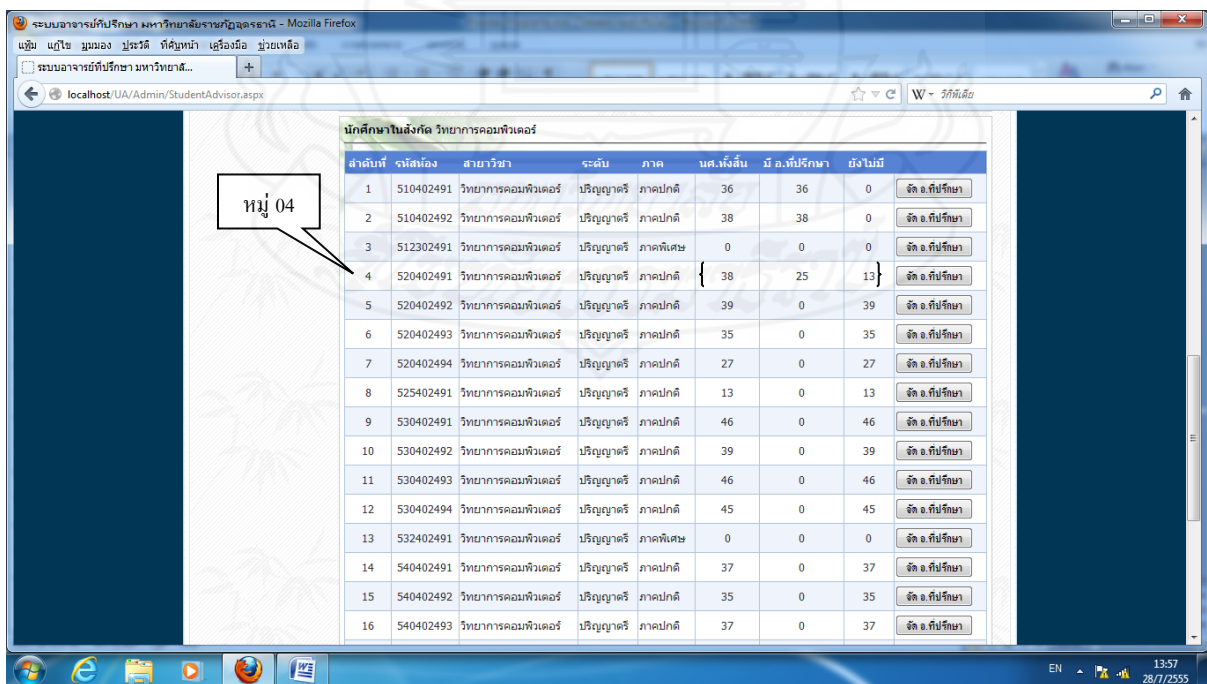 ระบบอาจารย์ที่ปรึกษา มหาวิทยาลัยราชภัฏอุดรธานี - Mozilla Firefox
แฟ้ม แก้ไข มุมมอง ประวัติ ที่คั่นหน้า เครื่องมือ ช่วยเหลือ
ระบบอาจารย์ที่ปรึกษา มหาวิทยาลั... +
localhost/UA/Admin/StudentAdvisor.aspx W - วิกิพีเดีย
นักศึกษาในสังกัด วิทยาการคอมพิวเตอร์
ลำดับที่ รหัสห้อง สายาวิชา ระดับ ภาค นศ.ทั้งสิ้น มี อ.ที่ปรึกษา ยังไม่มี
1 510402491 วิทยาการคอมพิวเตอร์ ปริญญาตรี ภาคปกติ 36 36 0 จัด อ.ที่ปรึกษา
หมู่ 04
2 510402492 วิทยาการคอมพิวเตอร์ ปริญญาตรี ภาคปกติ 38 38 0 จัด อ.ที่ปรึกษา
3 512302491 วิทยาการคอมพิวเตอร์ ปริญญาตรี ภาคพิเศษ 0 0 0 จัด อ.ที่ปรึกษา
4 520402491 วิทยาการคอมพิวเตอร์ ปริญญาตรี ภาคปกติ { 38 25 13 } จัด อ.ที่ปรึกษา
5 520402492 วิทยาการคอมพิวเตอร์ ปริญญาตรี ภาคปกติ 39 0 39 จัด อ.ที่ปรึกษา
6 520402493 วิทยาการคอมพิวเตอร์ ปริญญาตรี ภาคปกติ 35 0 35 จัด อ.ที่ปรึกษา
7 520402494 วิทยาการคอมพิวเตอร์ ปริญญาตรี ภาคปกติ 27 0 27 จัด อ.ที่ปรึกษา
8 525402491 วิทยาการคอมพิวเตอร์ ปริญญาตรี ภาคปกติ 13 0 13 จัด อ.ที่ปรึกษา
9 530402491 วิทยาการคอมพิวเตอร์ ปริญญาตรี ภาคปกติ 46 0 46 จัด อ.ที่ปรึกษา
10 530402492 วิทยาการคอมพิวเตอร์ ปริญญาตรี ภาคปกติ 39 0 39 จัด อ.ที่ปรึกษา
11 530402493 วิทยาการคอมพิวเตอร์ ปริญญาตรี ภาคปกติ 46 0 46 จัด อ.ที่ปรึกษา
12 530402494 วิทยาการคอมพิวเตอร์ ปริญญาตรี ภาคปกติ 45 0 45 จัด อ.ที่ปรึกษา
13 532402491 วิทยาการคอมพิวเตอร์ ปริญญาตรี ภาคพิเศษ 0 0 0 จัด อ.ที่ปรึกษา
14 540402491 วิทยาการคอมพิวเตอร์ ปริญญาตรี ภาคปกติ 37 0 37 จัด อ.ที่ปรึกษา
15 540402492 วิทยาการคอมพิวเตอร์ ปริญญาตรี ภาคปกติ 35 0 35 จัด อ.ที่ปรึกษา
16 540402493 วิทยาการคอมพิวเตอร์ ปริญญาตรี ภาคปกติ 37 0 37 จัด อ.ที่ปรึกษา
EN 13:57
28/7/2555